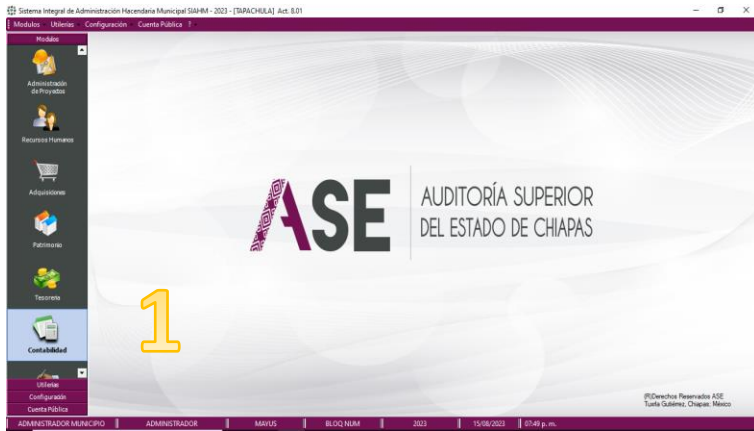 Sistema Integral de Administración Hacendaria Municipal SIAHM - 2023 - [TAPACHULA] Act. 8.01
Modulos Utilerias Configuración Cuenta Pública ?
Modulos
Administración
de Proyectos
Recursos Humanos
Adquisiciones
Patrimonio
Tesoreria
Contabilidad
Utilerias
Configuración
Cuenta Pública
ASE
AUDITORÍA SUPERIOR
DEL ESTADO DE CHIAPAS
1
(R)Derechos Reservados ASE
Tuxtla Gutiérrez, Chiapas; México
ADMINISTRADOR MUNICIPIO ADMINISTRADOR MAYUS BLOQ NUM 2023 15/08/2023 07:49 p. m.